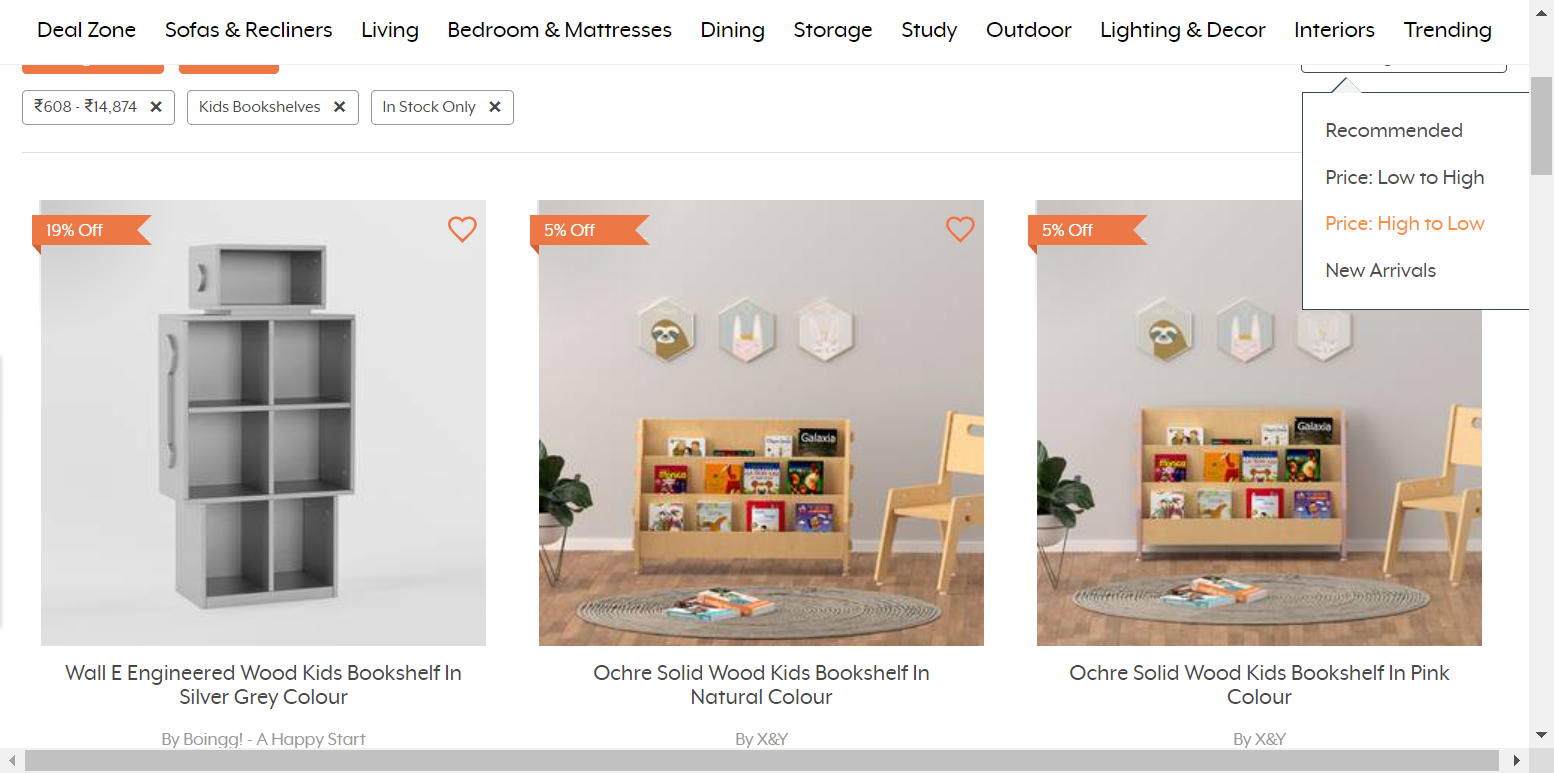 Deal Zone Sofas & Recliners Living Bedroom & Mattresses Dining Storage Study Outdoor Lighting & Decor Interiors Trending
₹608 - ₹14,874 ✕ Kids Bookshelves ✕ In Stock Only ✕
Recommended
Price: Low to High
Price: High to Low
New Arrivals
19% Off
5% Off
5% Off
Galaxia
Galaxia
Wall E Engineered Wood Kids Bookshelf In
Silver Grey Colour
By Boingg! - A Happy Start
Ochre Solid Wood Kids Bookshelf In
Natural Colour
By X&Y
Ochre Solid Wood Kids Bookshelf In Pink
Colour
By X&Y